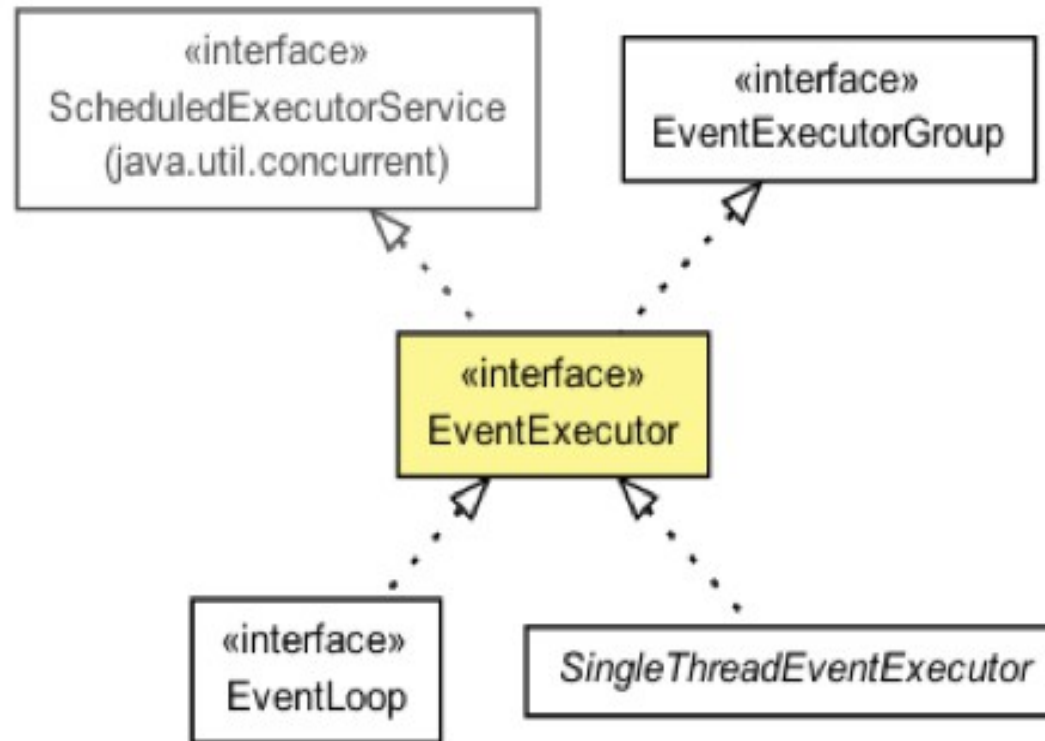 «interface»
ScheduledExecutorService
(java.util.concurrent)
«interface»
EventExecutorGroup
«interface»
EventExecutor
«interface»
EventLoop
SingleThreadEventExecutor